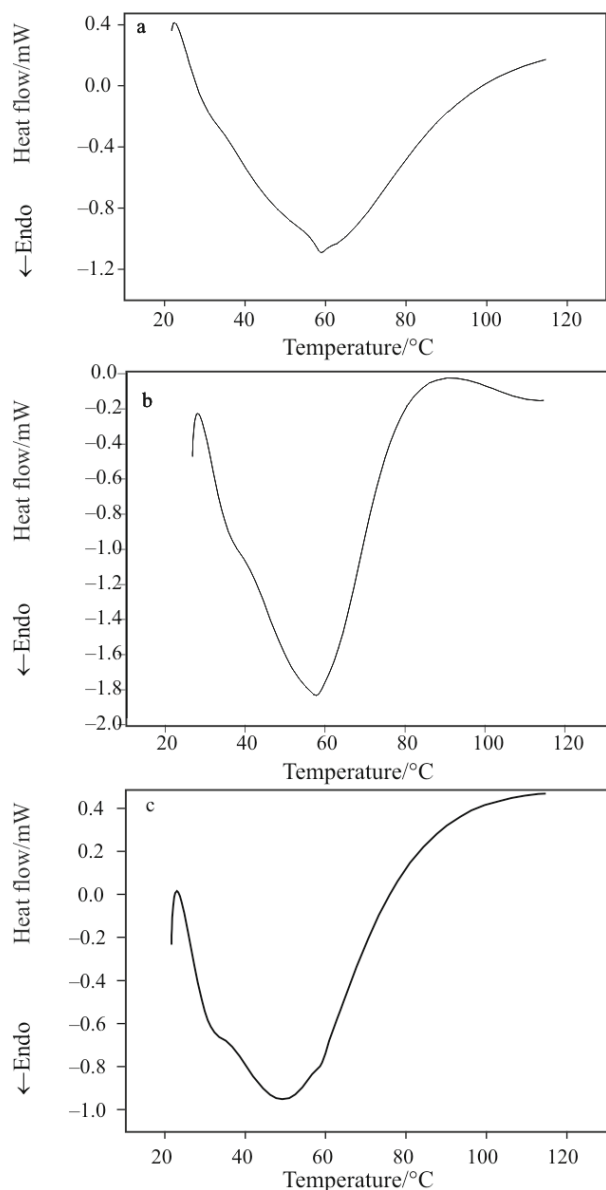 a
Heat flow/mW
←Endo
0.4
0.0
–0.4
–0.8
–1.2
20 40 60 80 100 120
Temperature/°C
b
Heat flow/mW
←Endo
0.0
–0.2
–0.4
–0.6
–0.8
–1.0
–1.2
–1.4
–1.6
–1.8
–2.0
20 40 60 80 100 120
Temperature/°C
c
Heat flow/mW
←Endo
0.4
0.2
0.0
–0.2
–0.4
–0.6
–0.8
–1.0
20 40 60 80 100 120
Temperature/°C